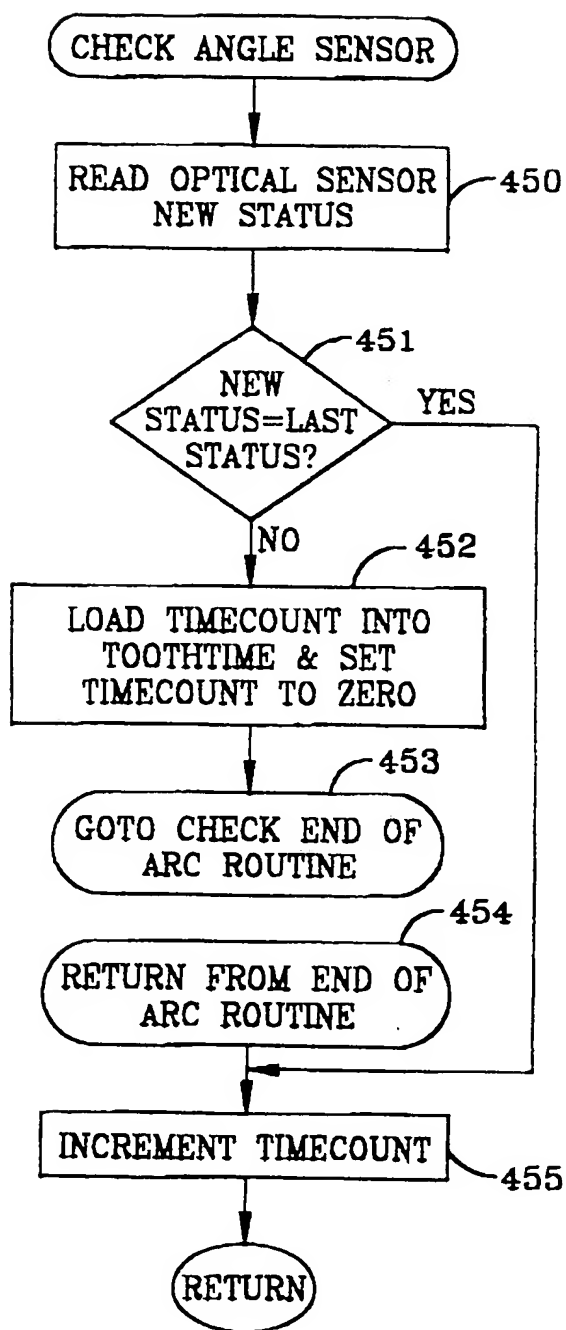 CHECK ANGLE SENSOR
READ OPTICAL SENSOR
NEW STATUS
450
451
NEW
STATUS=LAST
STATUS?
YES
NO
452
LOAD TIMECOUNT INTO
TOOTHTIME & SET
TIMECOUNT TO ZERO
453
GOTO CHECK END OF
ARC ROUTINE
454
RETURN FROM END OF
ARC ROUTINE
INCREMENT TIMECOUNT
455
RETURN